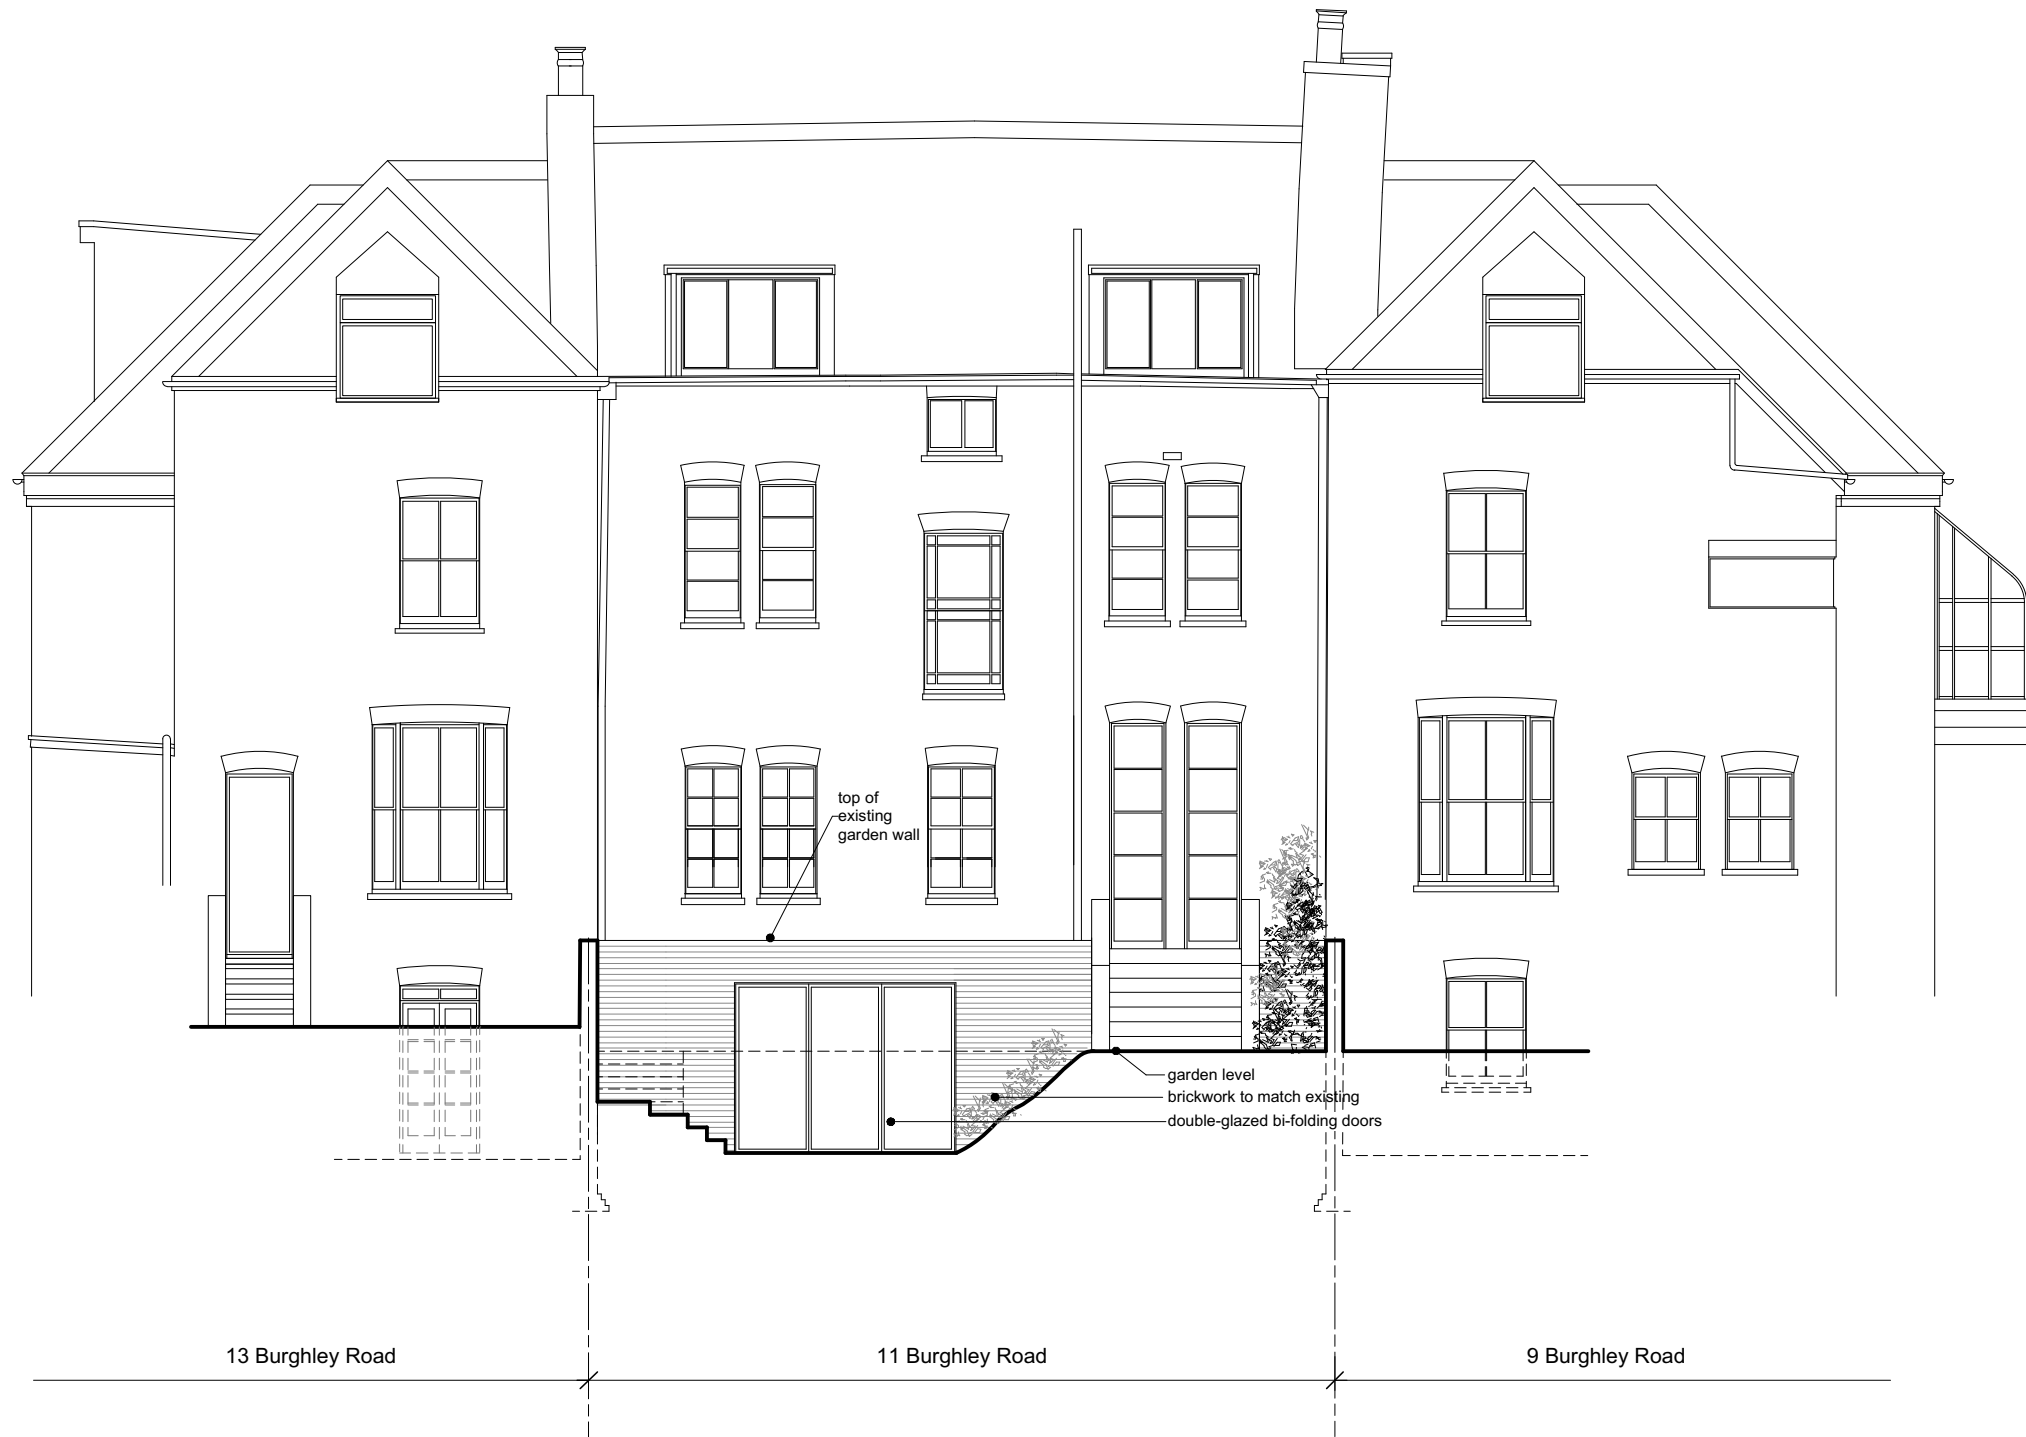 top of
existing
garden wall
garden level
brickwork to match existing
double-glazed bi-folding doors
13 Burghley Road
11 Burghley Road
9 Burghley Road